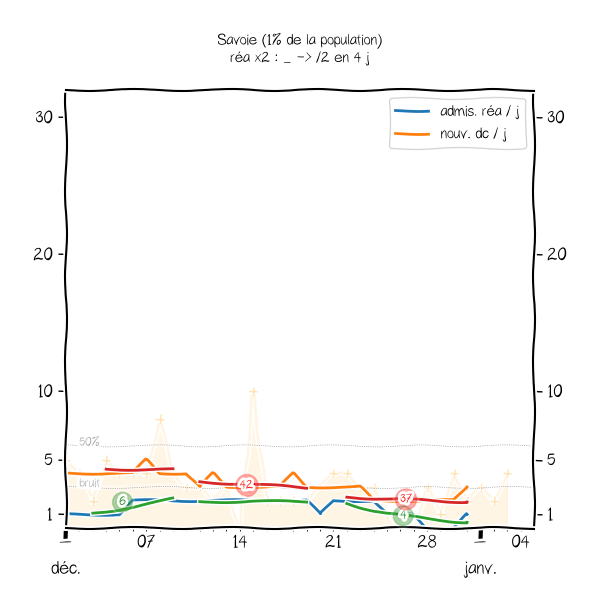 Savoie (1% de la population)
réa x2 : _ -> /2 en 4 j
admis. réa / j
nouv. dc / j
30
30
20
20
10
10
50%
5
5
bruit
6
42
37
4
1
1
07
14
21
28
04
déc.
janv.